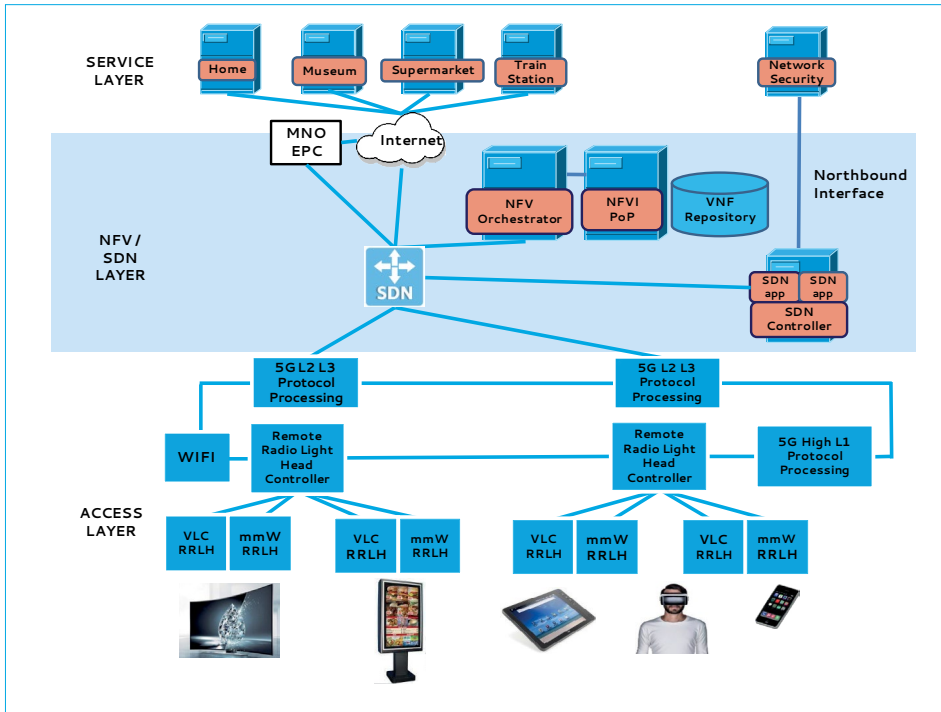 SERVICE
LAYER
Home
Museum
Supermarket
Train
Station
Network
Security
MNO
EPC
Internet
Northbound
Interface
NFV
Orchestrator
NFVI
PoP
VNF
Repository
NFV/
SDN
LAYER
SDN
SDN
app
SDN
app
SDN
Controller
5G L2 L3
Protocol
Processing
5G L2 L3
Protocol
Processing
WIFI
Remote
Radio Light
Head
Controller
Remote
Radio Light
Head
Controller
5G High L1
Protocol
Processing
ACCESS
LAYER
VLC
RRLH
mmW
RRLH
VLC
RRLH
mmW
RRLH
VLC
RRLH
mmW
RRLH
VLC
RRLH
mmW
RRLH